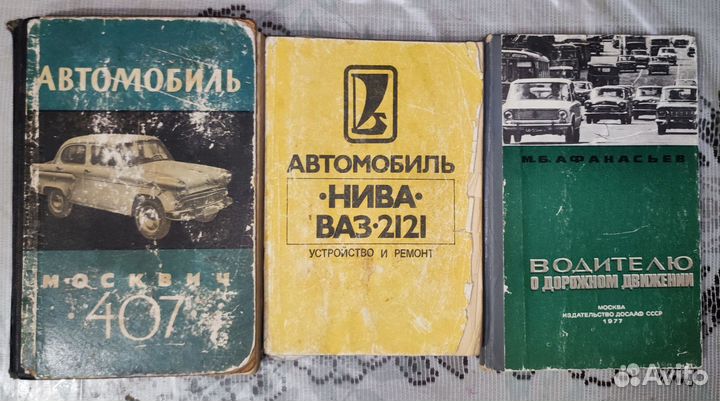 АВТОМОБИЛЬ
МОСКВИЧ
·407·
АВТОМОБИЛЬ
·НИВА·
ВАЗ·2121
УСТРОЙСТВО И РЕМОНТ
М.Б.АФАНАСЬЕВ
ВОДИТЕЛЮ
О ДОРОЖНОМ ДВИЖЕНИИ
МОСКВА
ИЗДАТЕЛЬСТВО ДОСААФ СССР
1977
Avito